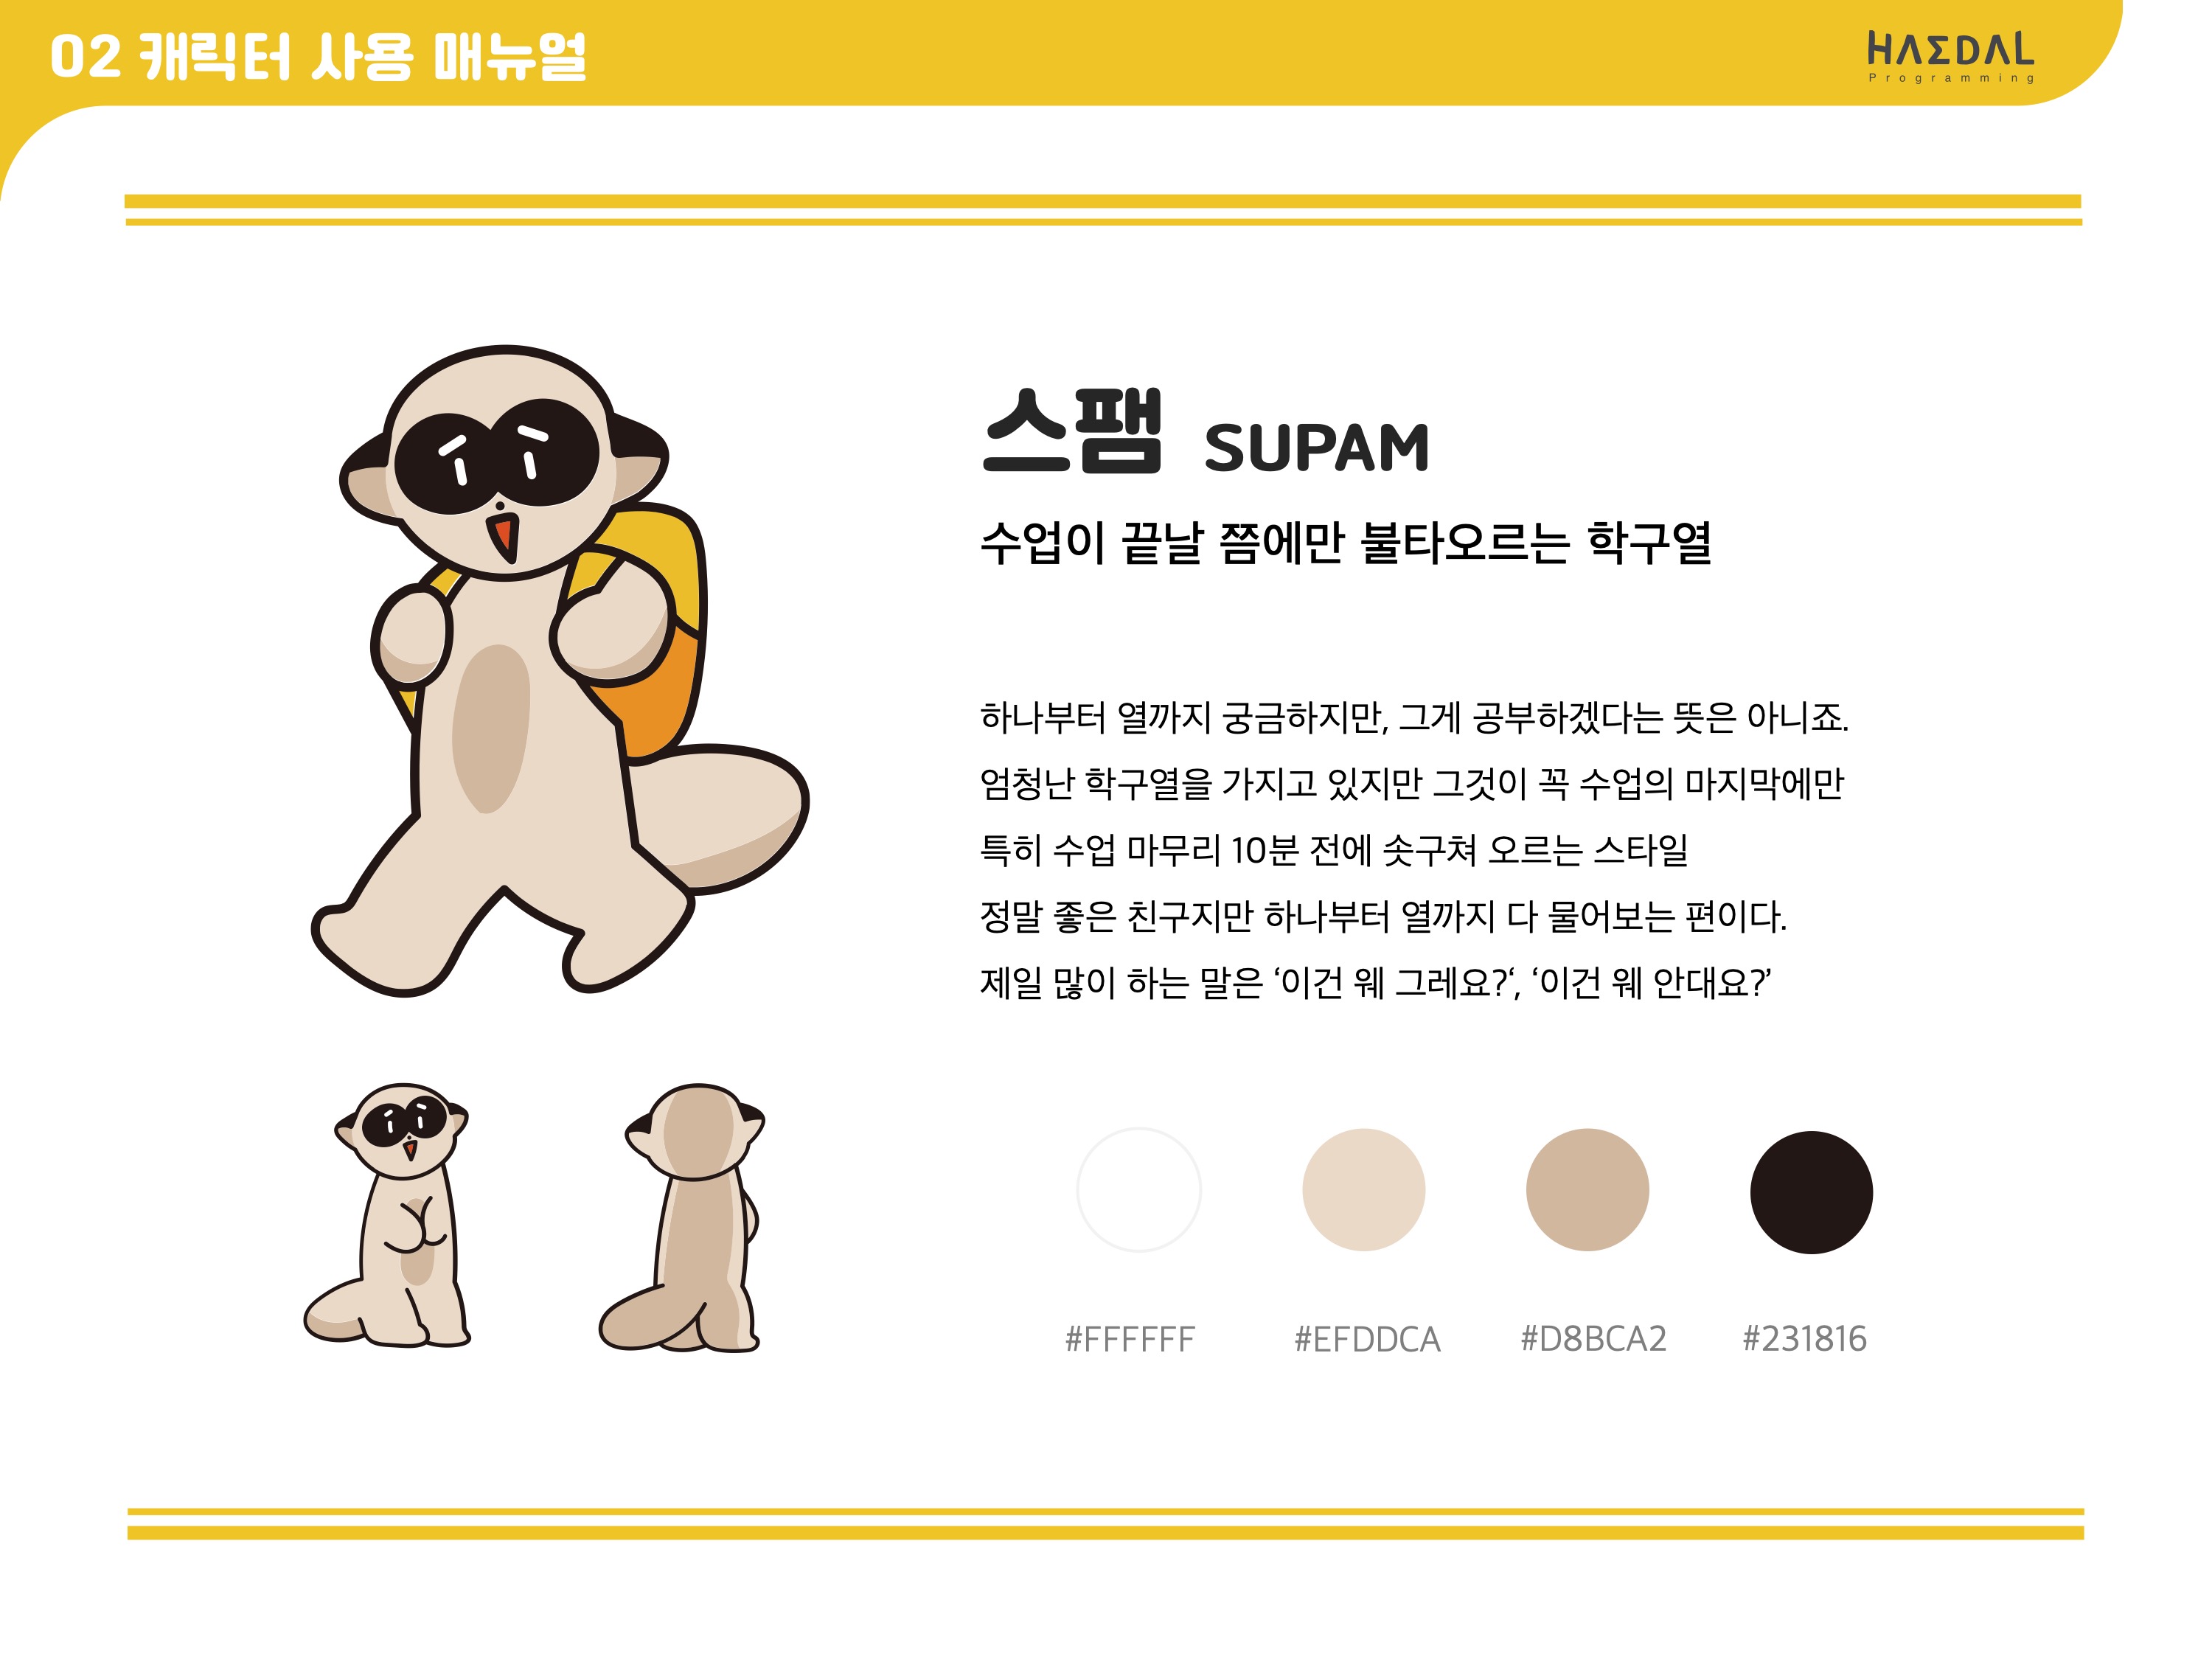 02 캐릭터 사용 매뉴얼
HAΣDAL
Programming
스팸 SUPAM
수업이 끝날 쯤에만 불타오르는 학구열
하나부터 열까지 궁금하지만, 그게 공부하겠다는 뜻은 아니죠.
엄청난 학구열을 가지고 있지만 그것이 꼭 수업의 마지막에만
특히 수업 마무리 10분 전에 솟구쳐 오르는 스타일
정말 좋은 친구지만 하나부터 열까지 다 물어보는 편이다.
제일 많이 하는 말은 ‘이건 웨 그레요?‘, ‘이건 웨 안대요?’
#FFFFFF #EFDDCA #D8BCA2 #231816